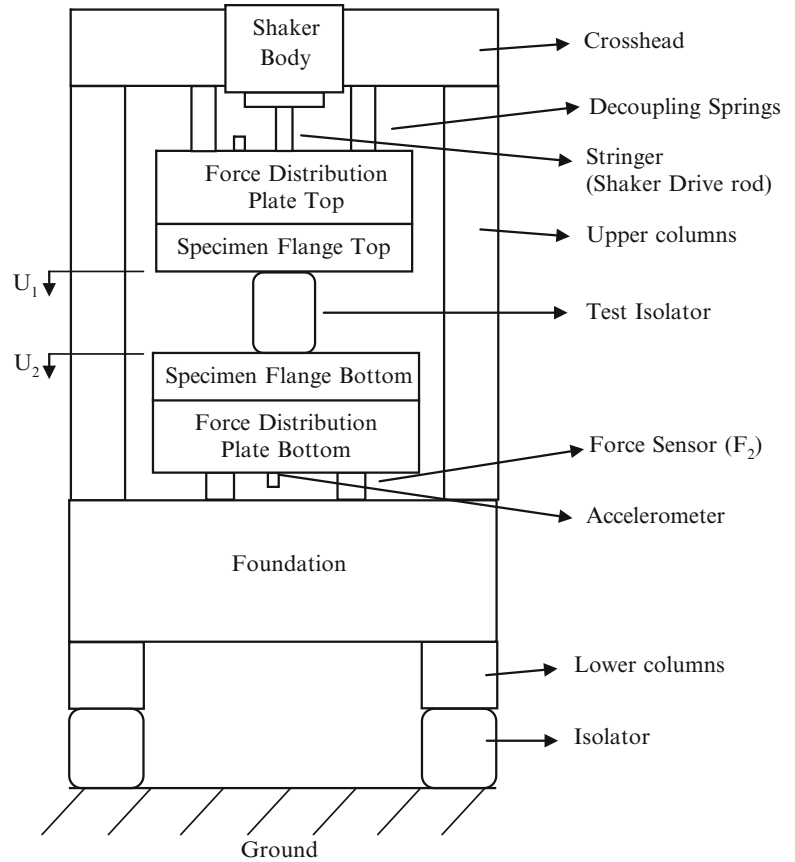 Shaker
Body
Crosshead
Decoupling Springs
Stringer
(Shaker Drive rod)
Force Distribution
Plate Top
Specimen Flange Top
Upper columns
U₁
Test Isolator
U₂
Specimen Flange Bottom
Force Distribution
Plate Bottom
Force Sensor (F₂)
Accelerometer
Foundation
Lower columns
Isolator
Ground